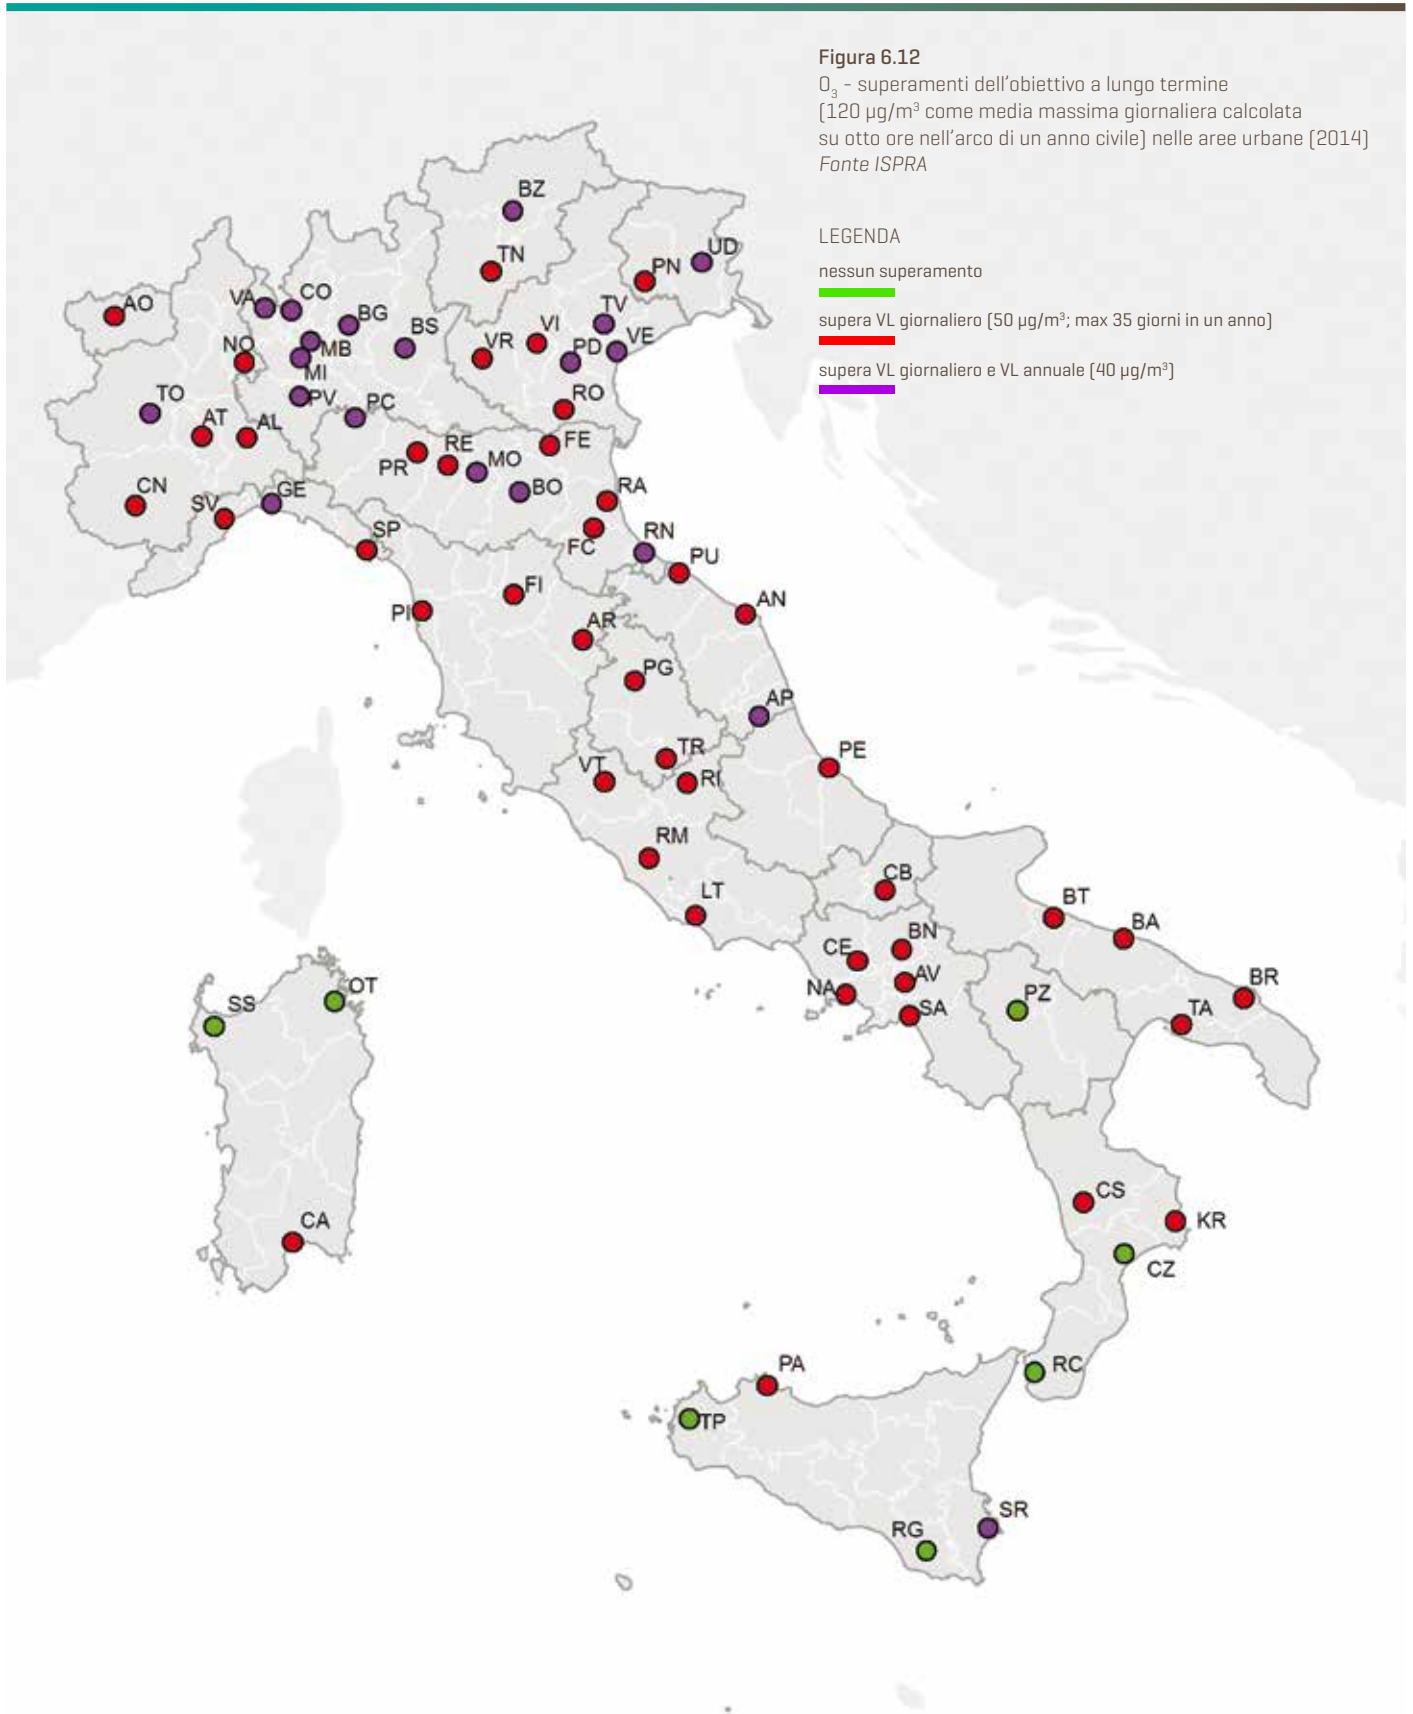 Figura 6.12
O₃ - superamenti dell'obiettivo a lungo termine
(120 µg/m³ come media massima giornaliera calcolata
su otto ore nell'arco di un anno civile) nelle aree urbane (2014)
Fonte ISPRA
LEGENDA
nessun superamento
supera VL giornaliero (50 µg/m³; max 35 giorni in un anno)
supera VL giornaliero e VL annuale (40 µg/m³)
BZ
UD
TN
PN
AO
VA
CO
BG
BS
TV
VI
VE
NO
MB
VR
PD
MI
TO
PV
PC
RO
AT
AL
RE
FE
PR
MO
CN
BO
RA
SV
GE
SP
FC
RN
PU
FI
PI
AN
AR
PG
AP
TR
PE
VT
RI
RM
CB
LT
BT
BA
BN
CE
AV
NA
SA
PZ
BR
TA
OT
SS
CS
CA
KR
CZ
RC
PA
TP
SR
RG